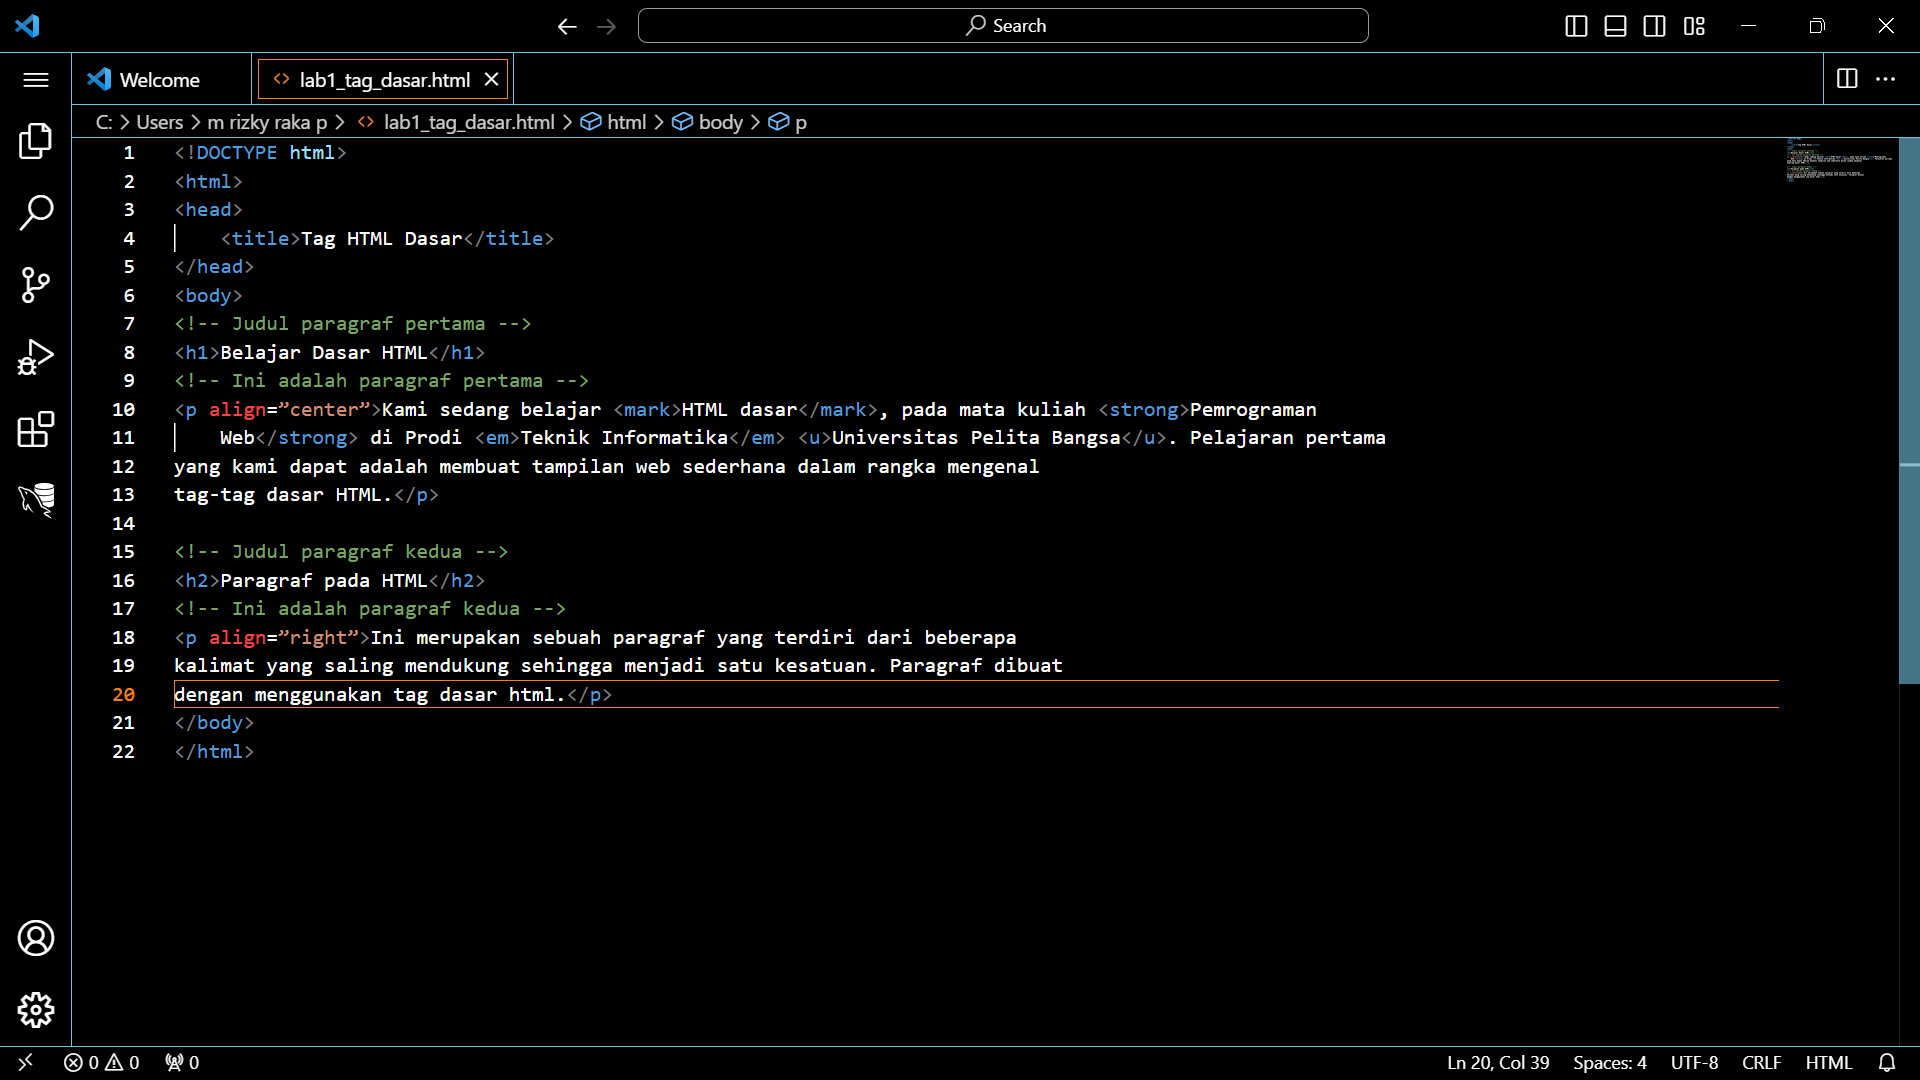 Search
Welcome
lab1_tag_dasar.html
C: > Users > m rizky raka p > <> lab1_tag_dasar.html > html > body > p
1 <!DOCTYPE html>
2 <html>
3 <head>
4     <title>Tag HTML Dasar</title>
5 </head>
6 <body>
7 <!-- Judul paragraf pertama -->
8 <h1>Belajar Dasar HTML</h1>
9 <!-- Ini adalah paragraf pertama -->
10 <p align=”center”>Kami sedang belajar <mark>HTML dasar</mark>, pada mata kuliah <strong>Pemrograman
11     Web</strong> di Prodi <em>Teknik Informatika</em> <u>Universitas Pelita Bangsa</u>. Pelajaran pertama
12 yang kami dapat adalah membuat tampilan web sederhana dalam rangka mengenal
13 tag-tag dasar HTML.</p>
14
15 <!-- Judul paragraf kedua -->
16 <h2>Paragraf pada HTML</h2>
17 <!-- Ini adalah paragraf kedua -->
18 <p align=”right”>Ini merupakan sebuah paragraf yang terdiri dari beberapa
19 kalimat yang saling mendukung sehingga menjadi satu kesatuan. Paragraf dibuat
20 dengan menggunakan tag dasar html.</p>
21 </body>
22 </html>
0 0 0 Ln 20, Col 39 Spaces: 4 UTF-8 CRLF HTML